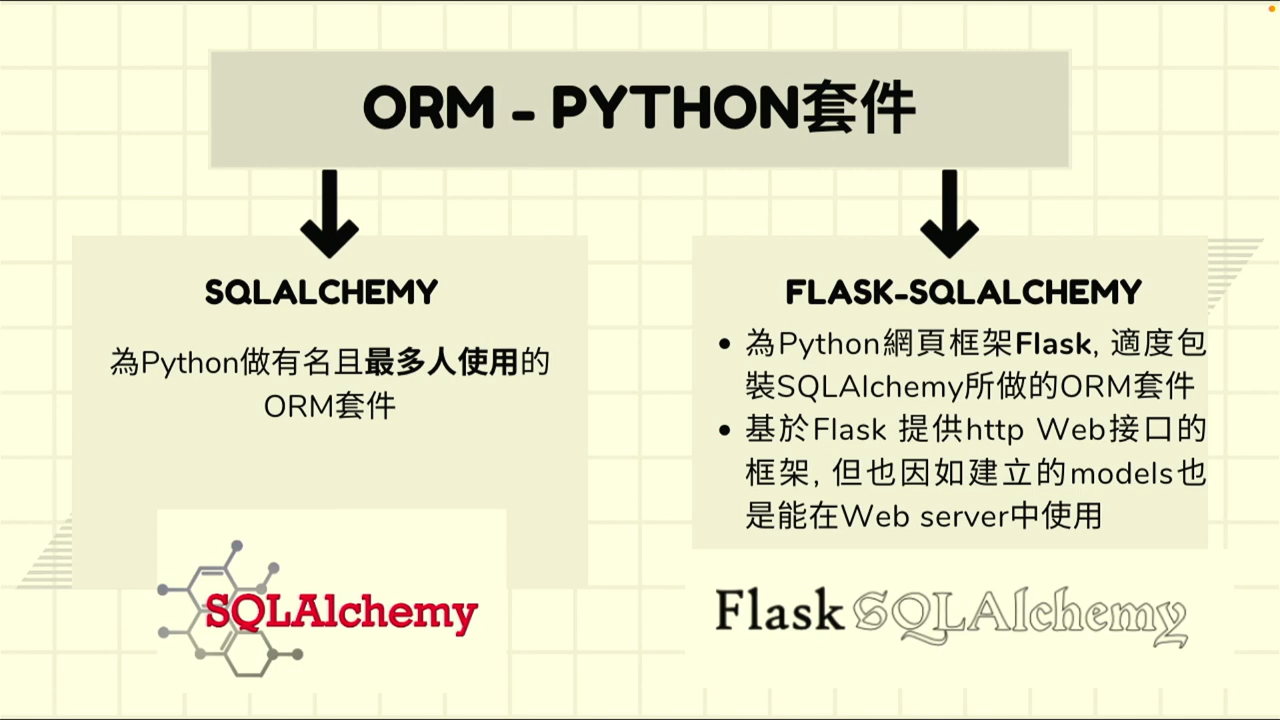 ORM - PYTHON套件
SQLALCHEMY
為Python做有名且最多人使用的
ORM套件
SQLAlchemy
FLASK-SQLALCHEMY
• 為Python網頁框架Flask, 適度包
裝SQLAlchemy所做的ORM套件
• 基於Flask 提供http Web接口的
框架, 但也因如建立的models也
是能在Web server中使用
Flask SQLAlchemy